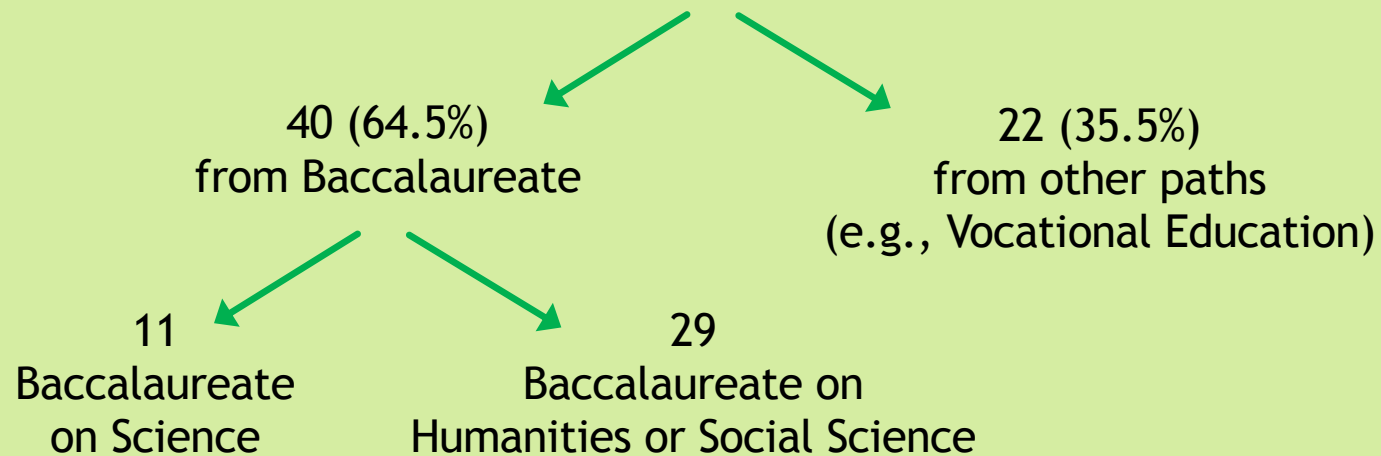 40 (64.5%)
from Baccalaureate
22 (35.5%)
from other paths
(e.g., Vocational Education)
11
Baccalaureate
on Science
29
Baccalaureate on
Humanities or Social Science